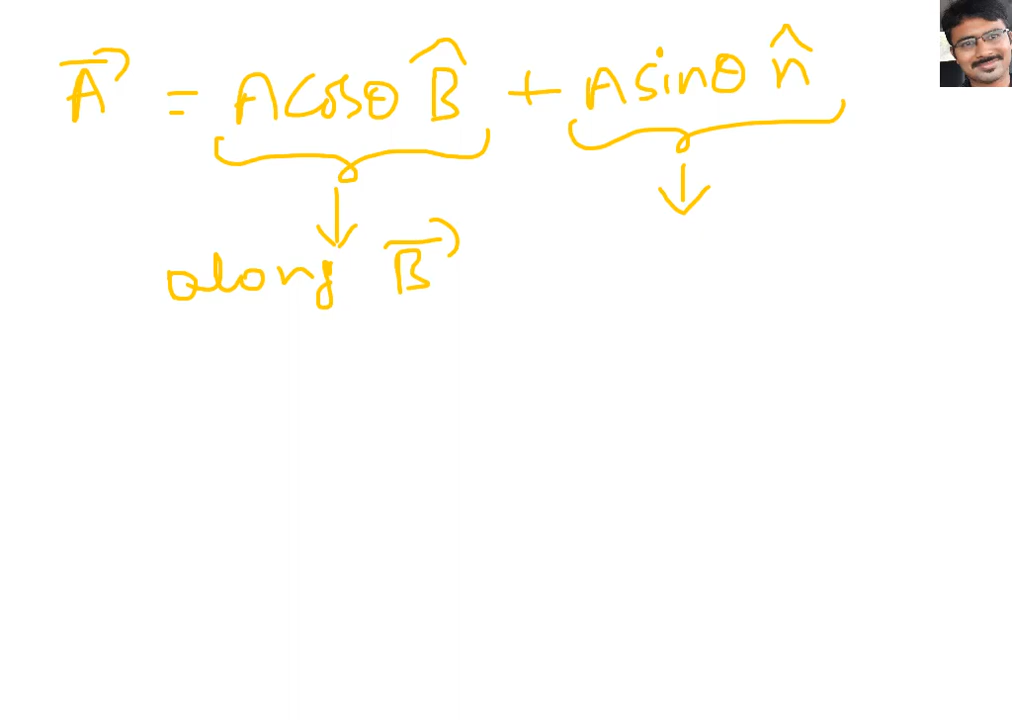 A⃗ = A cosθ B̂ + A sinθ n̂
along B⃗